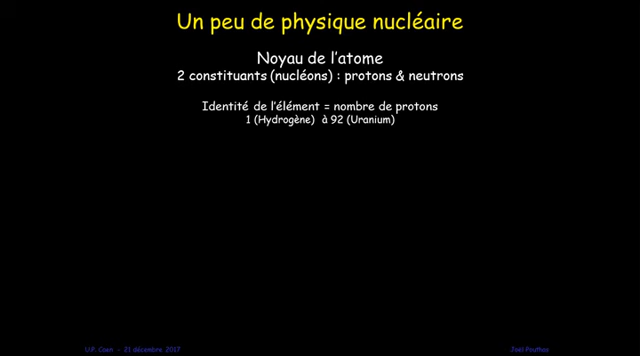 Un peu de physique nucléaire
Noyau de l'atome
2 constituants (nucléons) : protons & neutrons
Identité de l'élément = nombre de protons
1 (Hydrogène) à 92 (Uranium)
U.P. Caen - 21 décembre 2017
Joël Pouthas